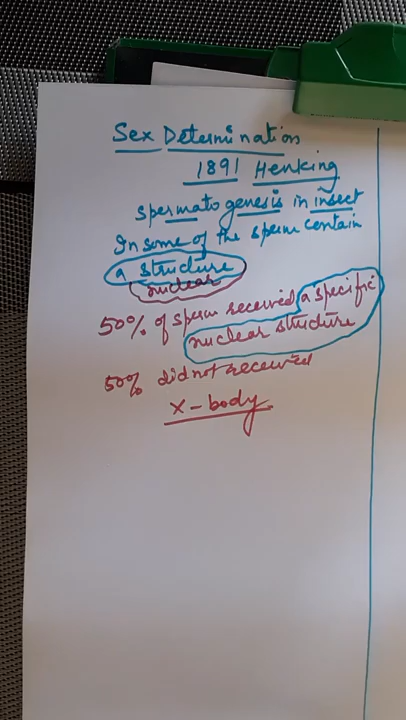 Sex Determination
1891 Henking
spermatogenesis in insect
In some of the sperm contain
a structure
nuclear
50% of sperm received a specific
nuclear structure
50% did not received
X-body